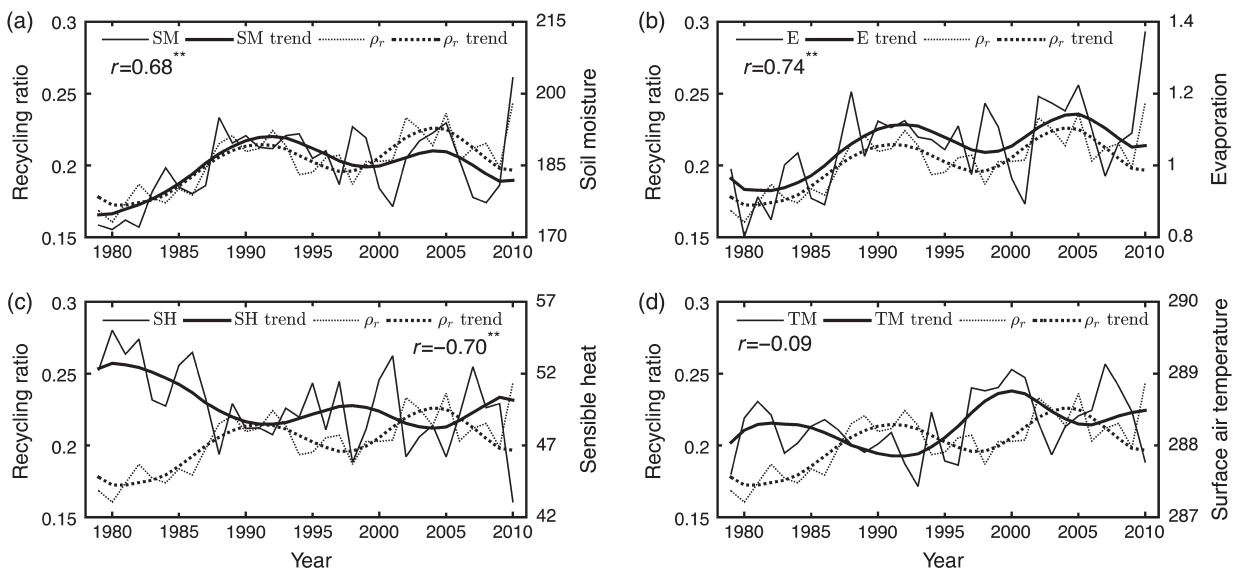 (a)
0.3
215
SM SM trend ρr ρr trend
r=0.68**
0.25
200
Recycling ratio
Soil moisture
0.2
185
0.15
170
1980 1985 1990 1995 2000 2005 2010
(b)
0.3
1.4
E E trend ρr ρr trend
r=0.74**
0.25
1.2
Recycling ratio
Evaporation
0.2
1
0.15
0.8
1980 1985 1990 1995 2000 2005 2010
(c)
0.3
57
SH SH trend ρr ρr trend
r=−0.70**
0.25
52
Recycling ratio
Sensible heat
0.2
47
0.15
42
1980 1985 1990 1995 2000 2005 2010
Year
(d)
0.3
290
TM TM trend ρr ρr trend
r=−0.09
0.25
289
Recycling ratio
Surface air temperature
0.2
288
0.15
287
1980 1985 1990 1995 2000 2005 2010
Year